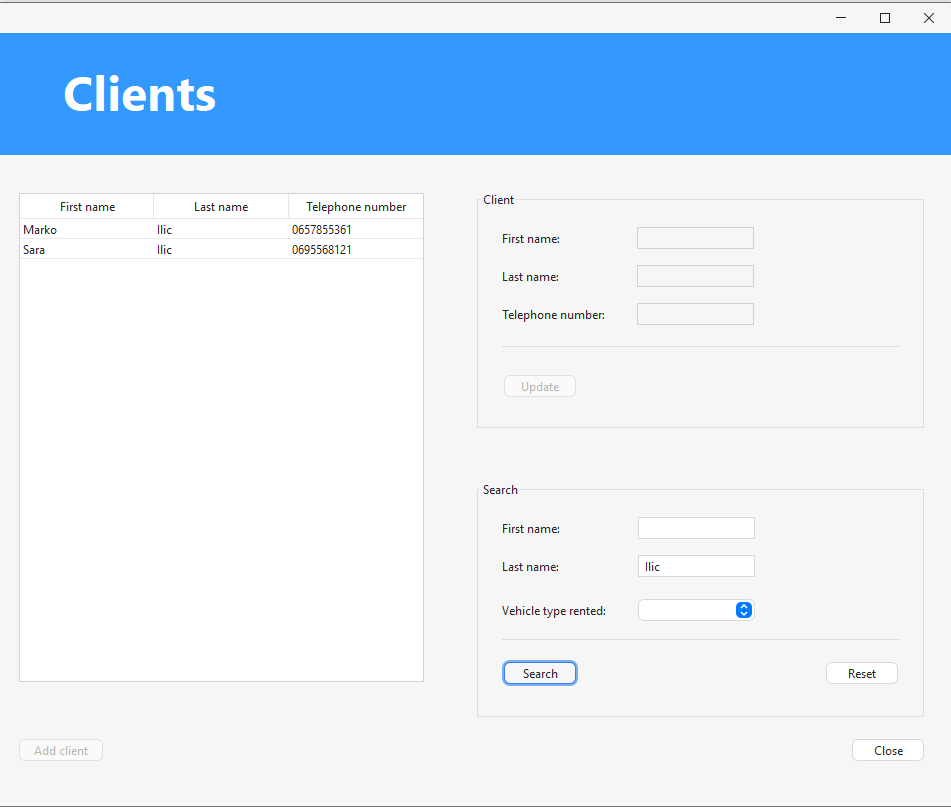 Clients
First name Last name Telephone number
Marko Ilic 0657855361
Sara Ilic 0695568121
Client
First name:
Last name:
Telephone number:
Update
Search
First name:
Last name: Ilic
Vehicle type rented:
Search Reset
Add client Close